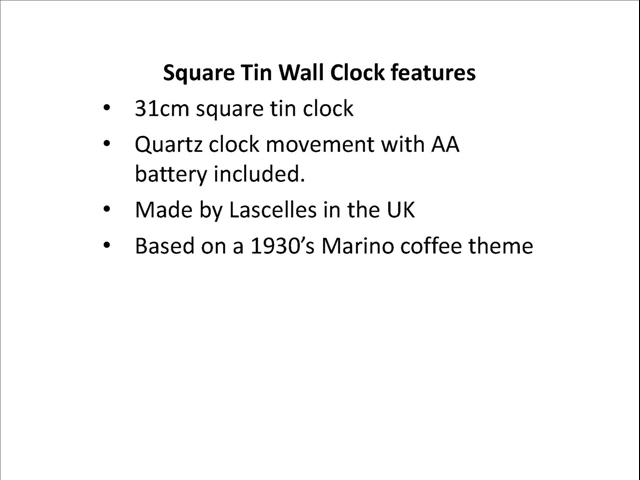 Square Tin Wall Clock features
• 31cm square tin clock
• Quartz clock movement with AA
battery included.
• Made by Lascelles in the UK
• Based on a 1930’s Marino coffee theme